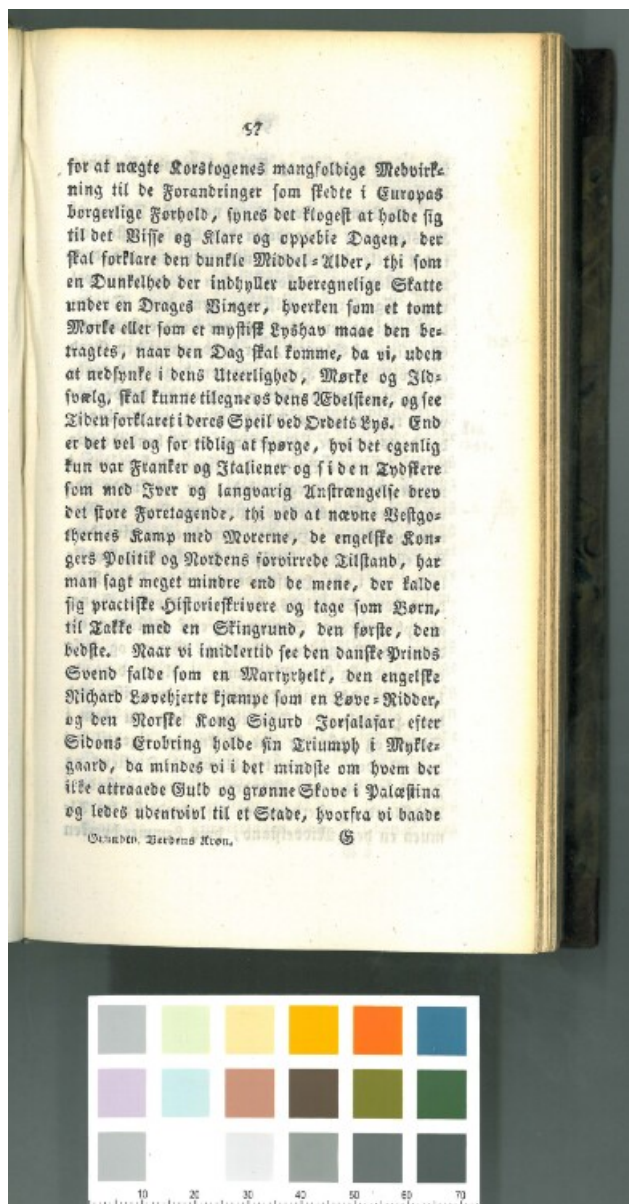 97
for at nægte Korstogenes mangfoldige Medvirk-
ning til de Forandringer som skedte i Europas
borgerlige Forhold, synes det klogest at holde sig
til det Visse og Klare og oppebie Dagen, der
skal forklare den dunkle Middel-Alder, thi som
en Dunkelhed der indhyller uberegnelige Skatte
under en Drages Vinger, hverken som et tomt
Mørke eller som et mystisk Lyshav maae den be-
tragtes, naar den Dag skal komme, da vi, uden
at nedsynke i dens Uteerlighed, Mørke og Ild-
svælg, skal kunne tilegne os dens Ædelstene, og see
Tiden forklaret i deres Speil ved Ordets Lys. End
er det vel og for tidlig at spørge, hvi det egenlig
kun var Franker og Italiener og siden Tydskere
som med Iver og langvarig Anstrængelse drev
det store Foretagende, thi ved at nævne Vestgo-
thernes Kamp med Morerne, de engelske Kon-
gers Politik og Nordens forvirrede Tilstand, har
man sagt meget mindre end de mene, der kalde
sig practiske Historieskrivere og tage som Børn,
til Takke med en Skingrund, den første, den
bedste. Naar vi imidlertid see den danske Prinds
Svend falde som en Martyrhelt, den engelske
Richard Løvehjerte kjæmpe som en Løve-Ridder,
og den Norske Kong Sigurd Jorsalafar efter
Sidons Erobring holde sin Triumph i Mykle-
gaard, da mindes vi i det mindste om hvem der
ikke attraaede Guld og grønne Skove i Palæstina
og ledes udentvivl til et Stade, hvorfra vi baade
Grundtv. Verdens Krøn. G
10 20 30 40 50 60 70